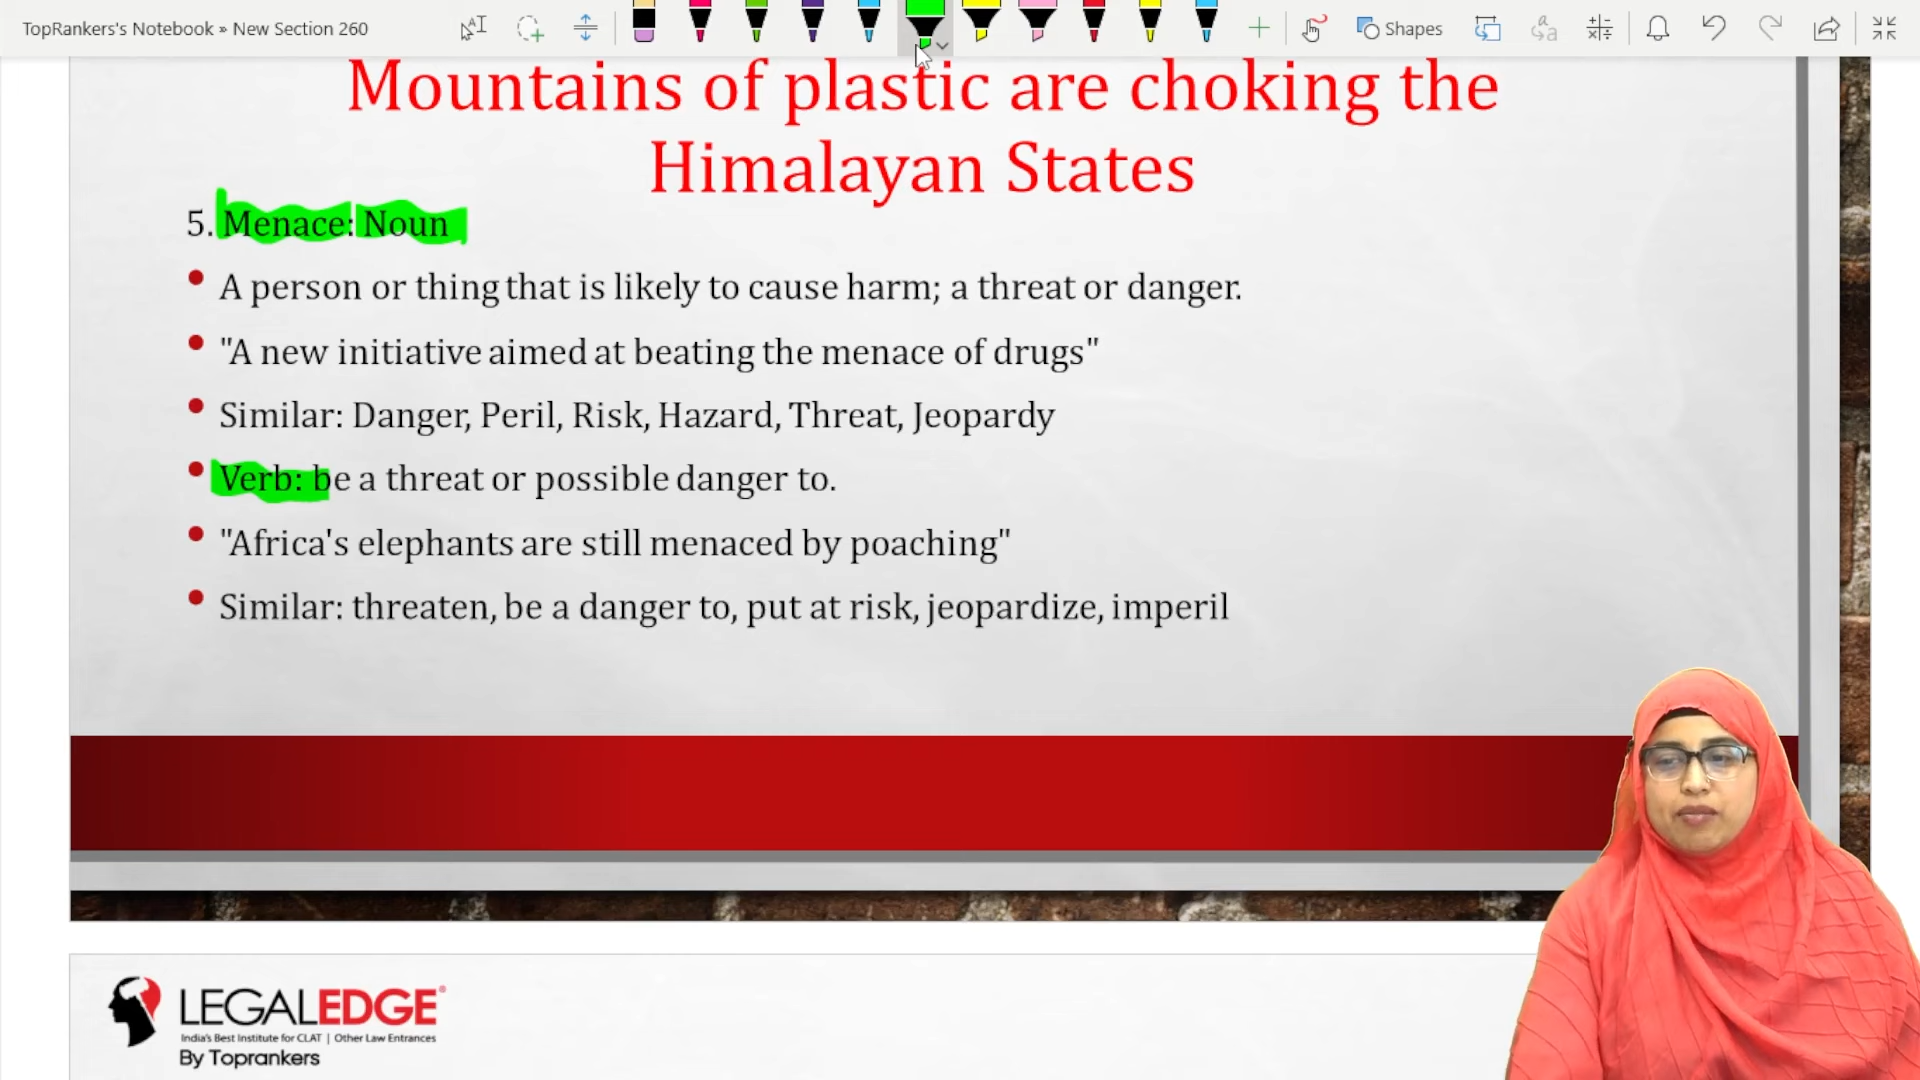 TopRankers's Notebook » New Section 260
Shapes
Mountains of plastic are choking the
Himalayan States
5. Menace: Noun
• A person or thing that is likely to cause harm; a threat or danger.
• "A new initiative aimed at beating the menace of drugs"
• Similar: Danger, Peril, Risk, Hazard, Threat, Jeopardy
• Verb: be a threat or possible danger to.
• "Africa's elephants are still menaced by poaching"
• Similar: threaten, be a danger to, put at risk, jeopardize, imperil
LEGALEDGE®
India's Best Institute for CLAT | Other Law Entrances
By Toprankers